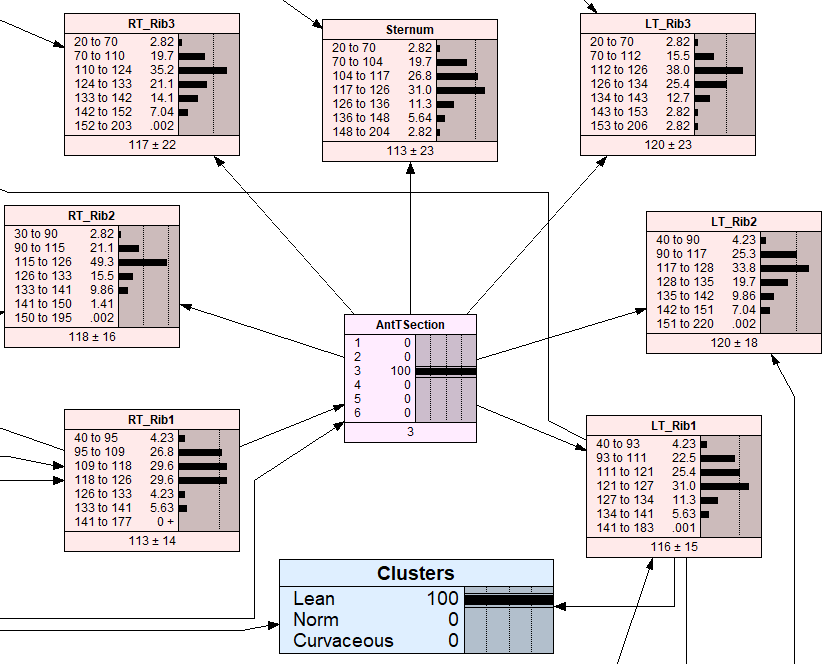 RT_Rib3
20 to 70 2.82
70 to 110 19.7
110 to 124 35.2
124 to 133 21.1
133 to 142 14.1
142 to 152 7.04
152 to 203 .002
117 ± 22
Sternum
20 to 70 2.82
70 to 104 19.7
104 to 117 26.8
117 to 126 31.0
126 to 136 11.3
136 to 148 5.64
148 to 204 2.82
113 ± 23
LT_Rib3
20 to 70 2.82
70 to 112 15.5
112 to 126 38.0
126 to 134 25.4
134 to 143 12.7
143 to 153 2.82
153 to 206 2.82
120 ± 23
RT_Rib2
30 to 90 2.82
90 to 115 21.1
115 to 126 49.3
126 to 133 15.5
133 to 141 9.86
141 to 150 1.41
150 to 195 .002
118 ± 16
LT_Rib2
40 to 90 4.23
90 to 117 25.3
117 to 128 33.8
128 to 135 19.7
135 to 142 9.86
142 to 151 7.04
151 to 220 .002
120 ± 18
AntTSection
1 0
2 0
3 100
4 0
5 0
6 0
3
RT_Rib1
40 to 95 4.23
95 to 109 26.8
109 to 118 29.6
118 to 126 29.6
126 to 133 4.23
133 to 141 5.63
141 to 177 0 +
113 ± 14
LT_Rib1
40 to 93 4.23
93 to 111 22.5
111 to 121 25.4
121 to 127 31.0
127 to 134 11.3
134 to 141 5.63
141 to 183 .001
116 ± 15
Clusters
Lean 100
Norm 0
Curvaceous 0